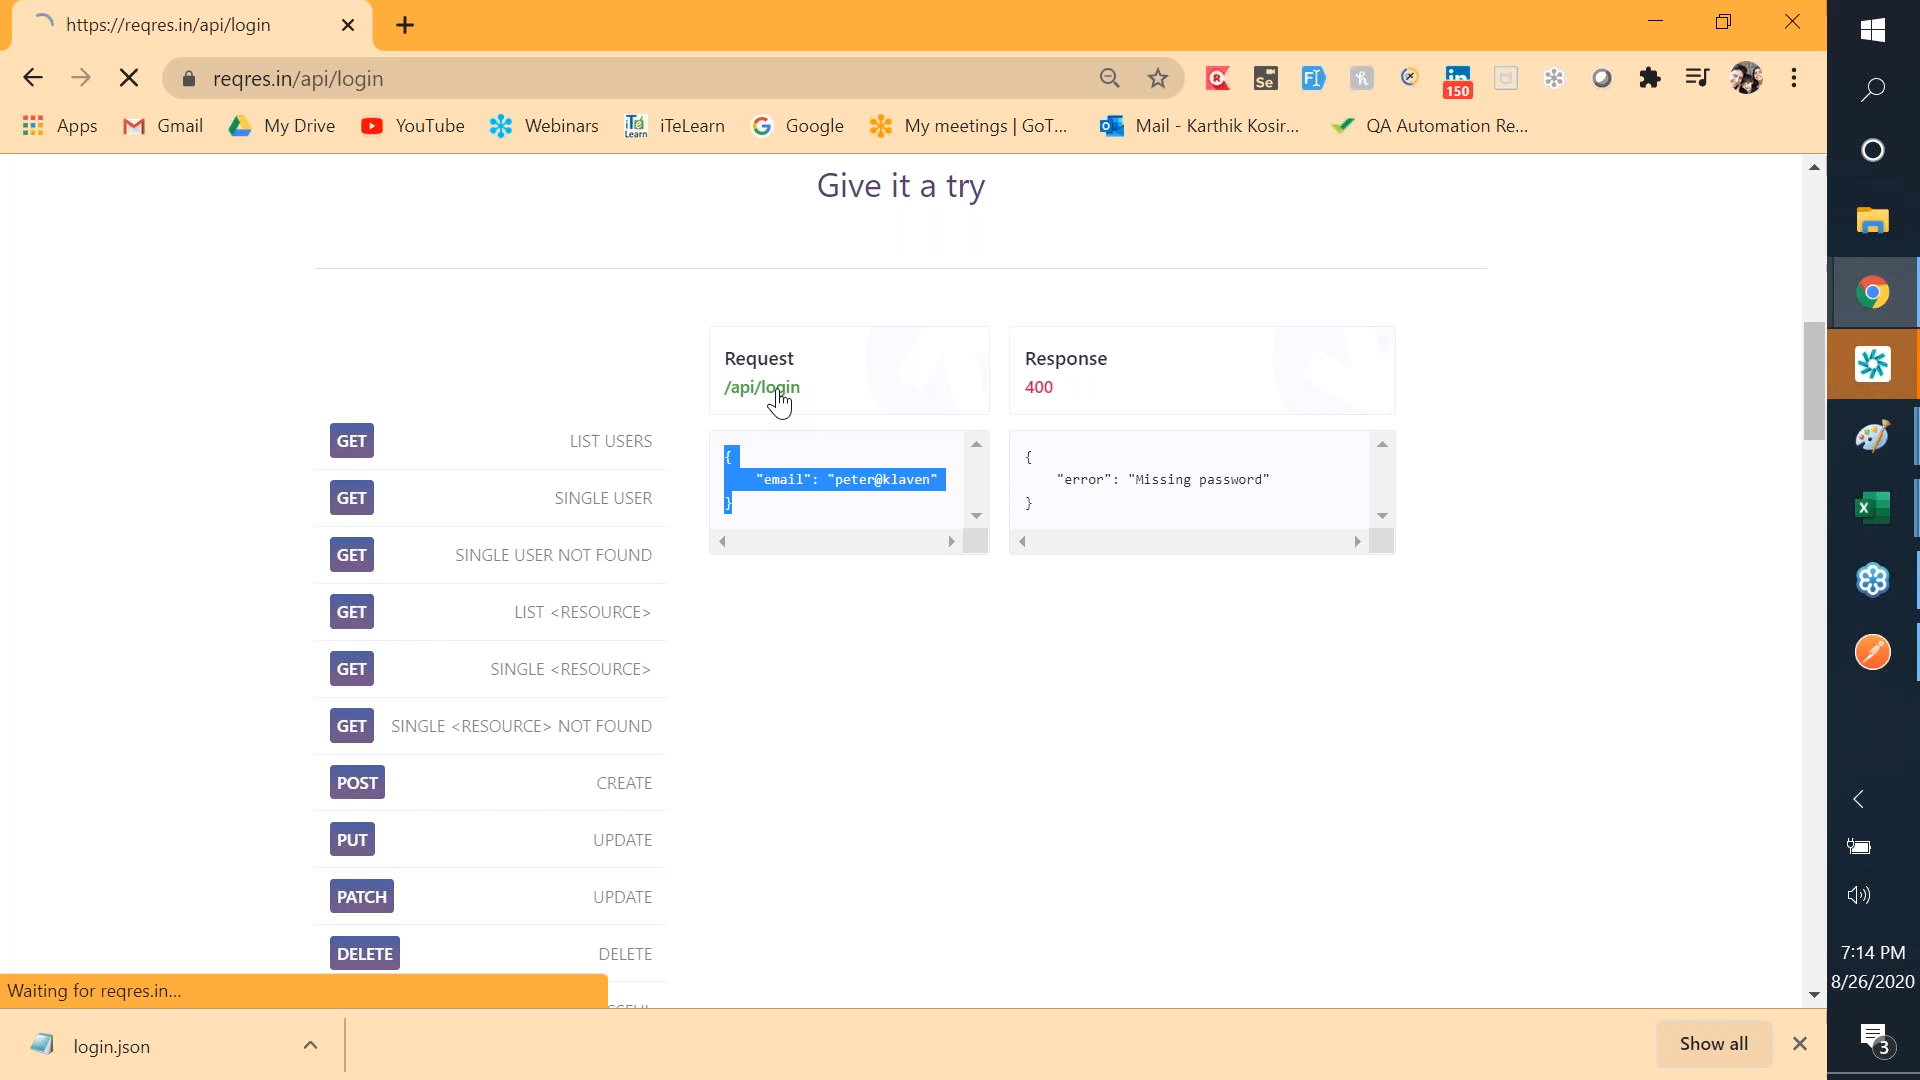 https://reqres.in/api/login
reqres.in/api/login
Se
150
Apps
Gmail
My Drive
YouTube
Webinars
iTeLearn
Google
My meetings | GoT...
Mail - Karthik Kosir...
QA Automation Re...
Give it a try
Request
/api/login
Response
400
{
"email": "peter@klaven"
}
{
"error": "Missing password"
}
GET LIST USERS
GET SINGLE USER
GET SINGLE USER NOT FOUND
GET LIST <RESOURCE>
GET SINGLE <RESOURCE>
GET SINGLE <RESOURCE> NOT FOUND
POST CREATE
PUT UPDATE
PATCH UPDATE
DELETE DELETE
Waiting for reqres.in...
login.json
Show all
7:14 PM
8/26/2020
3